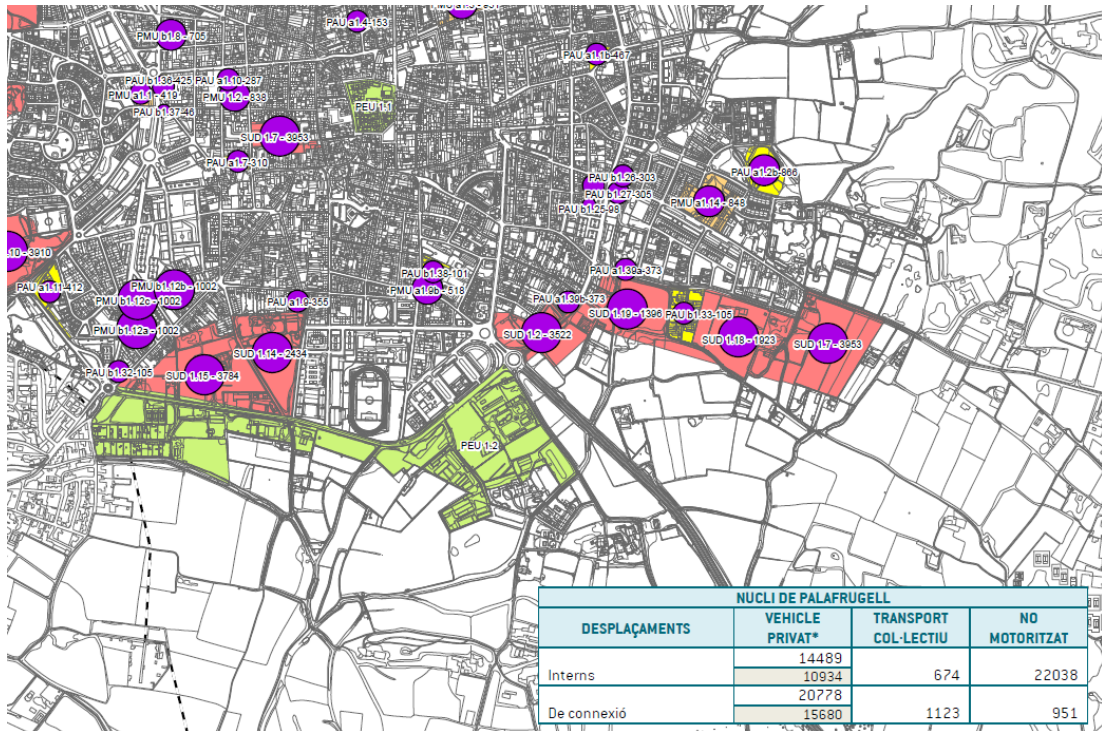 PMU b1.8 - 705
PAU a1.4-153
PAU a1.1b-467
PAU b1.36-425
PAU a1.10-287
PMU a1.1 - 419
PMU 1.2 - 838
PAU b1.37-46
PEU 1-1
SUD 1.7 - 3953
PAU a1.7-310
PAU a1.2b-866
PAU b1.26-303
PAU b1.27-305
PAU b1.25-98
PMU a1.14 - 848
.10 - 3910
PAU a1.11-412
PMU b1.12b - 1002
PMU b1.12c - 1002
PMU b1.12a - 1002
PAU b1.38-101
PMU a1.9b - 518
PAU a1.9-355
PAU a1.39a-373
PAU a1.39b-373
SUD 1.19 - 1396
PAU b1.33-105
SUD 1.2 - 3522
SUD 1.18 - 1923
SUD 1.7 - 3953
SUD 1.14 - 2434
PAU b1.32-105
SUD 1.15 - 3784
PEU 1-2
NUCLI DE PALAFRUGELL
DESPLAÇAMENTS VEHICLE PRIVAT* TRANSPORT COL·LECTIU NO MOTORITZAT
14489
Interns 10934 674 22038
20778
De connexió 15680 1123 951